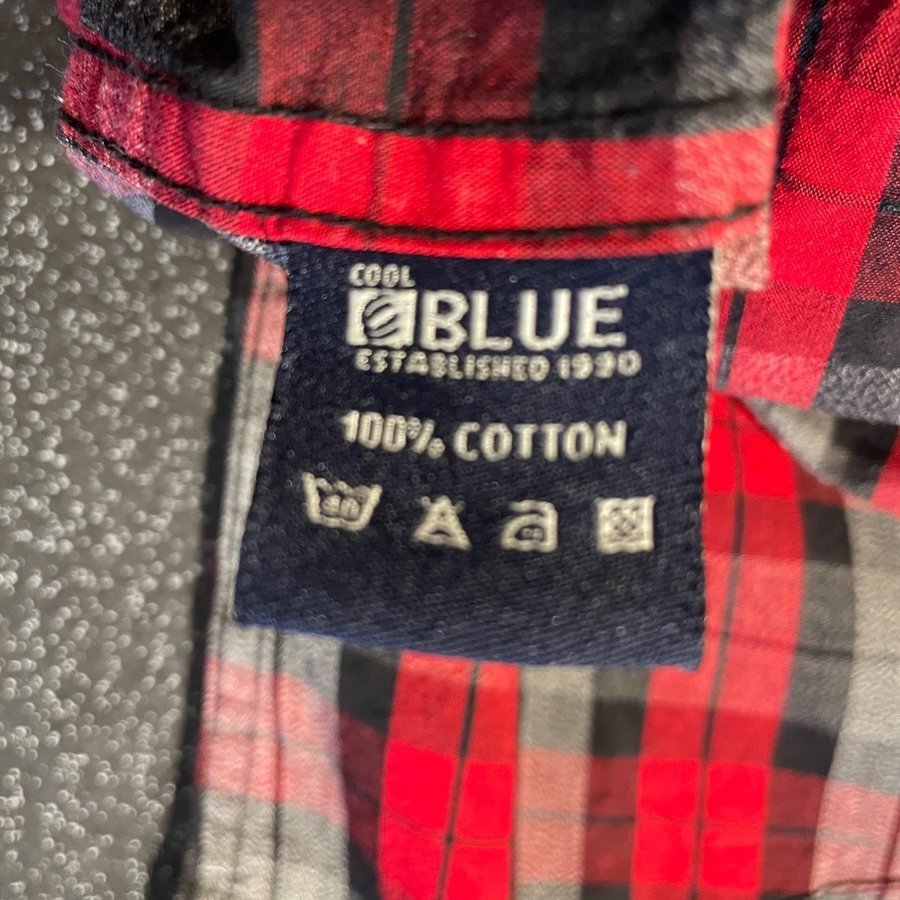 COOL
BLUE
ESTABLISHED 1990
100% COTTON